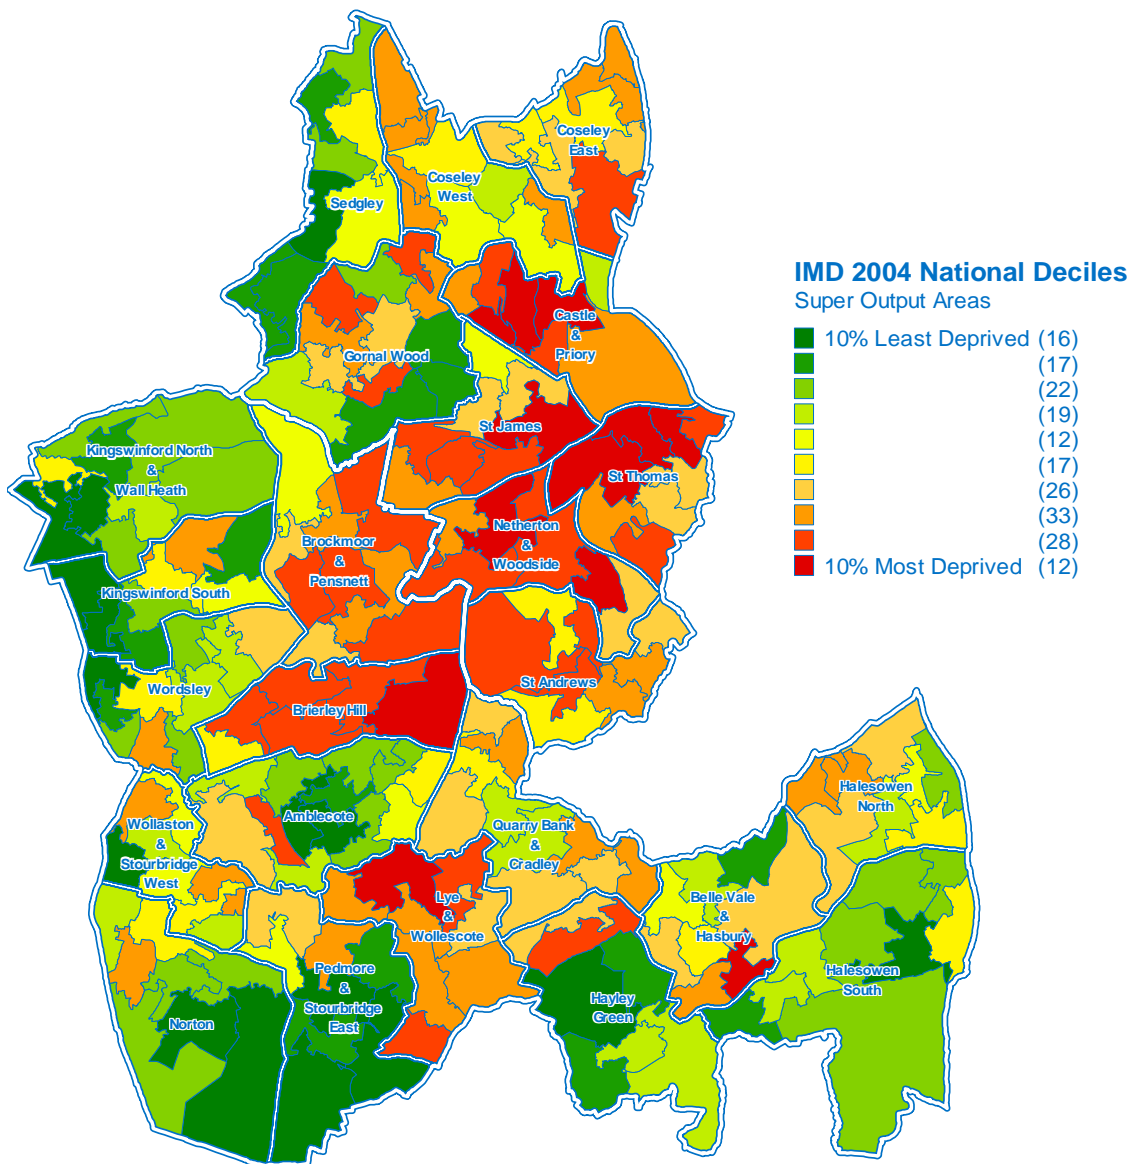 Coseley
East
Coseley
West
Sedgley
IMD 2004 National Deciles
Super Output Areas
10% Least Deprived (16)
(17)
(22)
(19)
(12)
(17)
(26)
(33)
(28)
10% Most Deprived (12)
Castle
&
Priory
Gornal Wood
St James
Kingswinford North
&
Wall Heath
St Thomas
Netherton
&
Woodside
Brockmoor
&
Pensnett
Kingswinford South
Wordsley
St Andrews
Brierley Hill
Halesowen
North
Amblecote
Wollaston
&
Stourbridge
West
Quarry Bank
&
Cradley
Belle Vale
&
Hasbury
Lye
&
Wollescote
Pedmore
&
Stourbridge
East
Halesowen
South
Hayley
Green
Norton